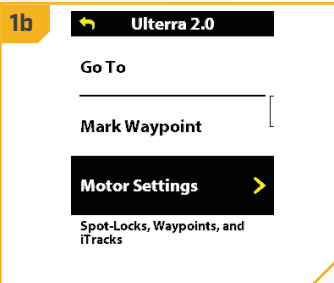 1b
Ulterra 2.0
Go To
Mark Waypoint
Motor Settings
Spot-Locks, Waypoints, and
iTracks